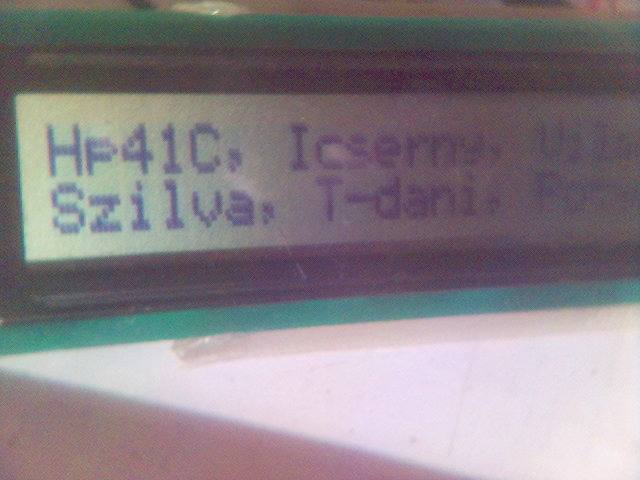 Hp41C, Icserny,
Szilva, T-dani,